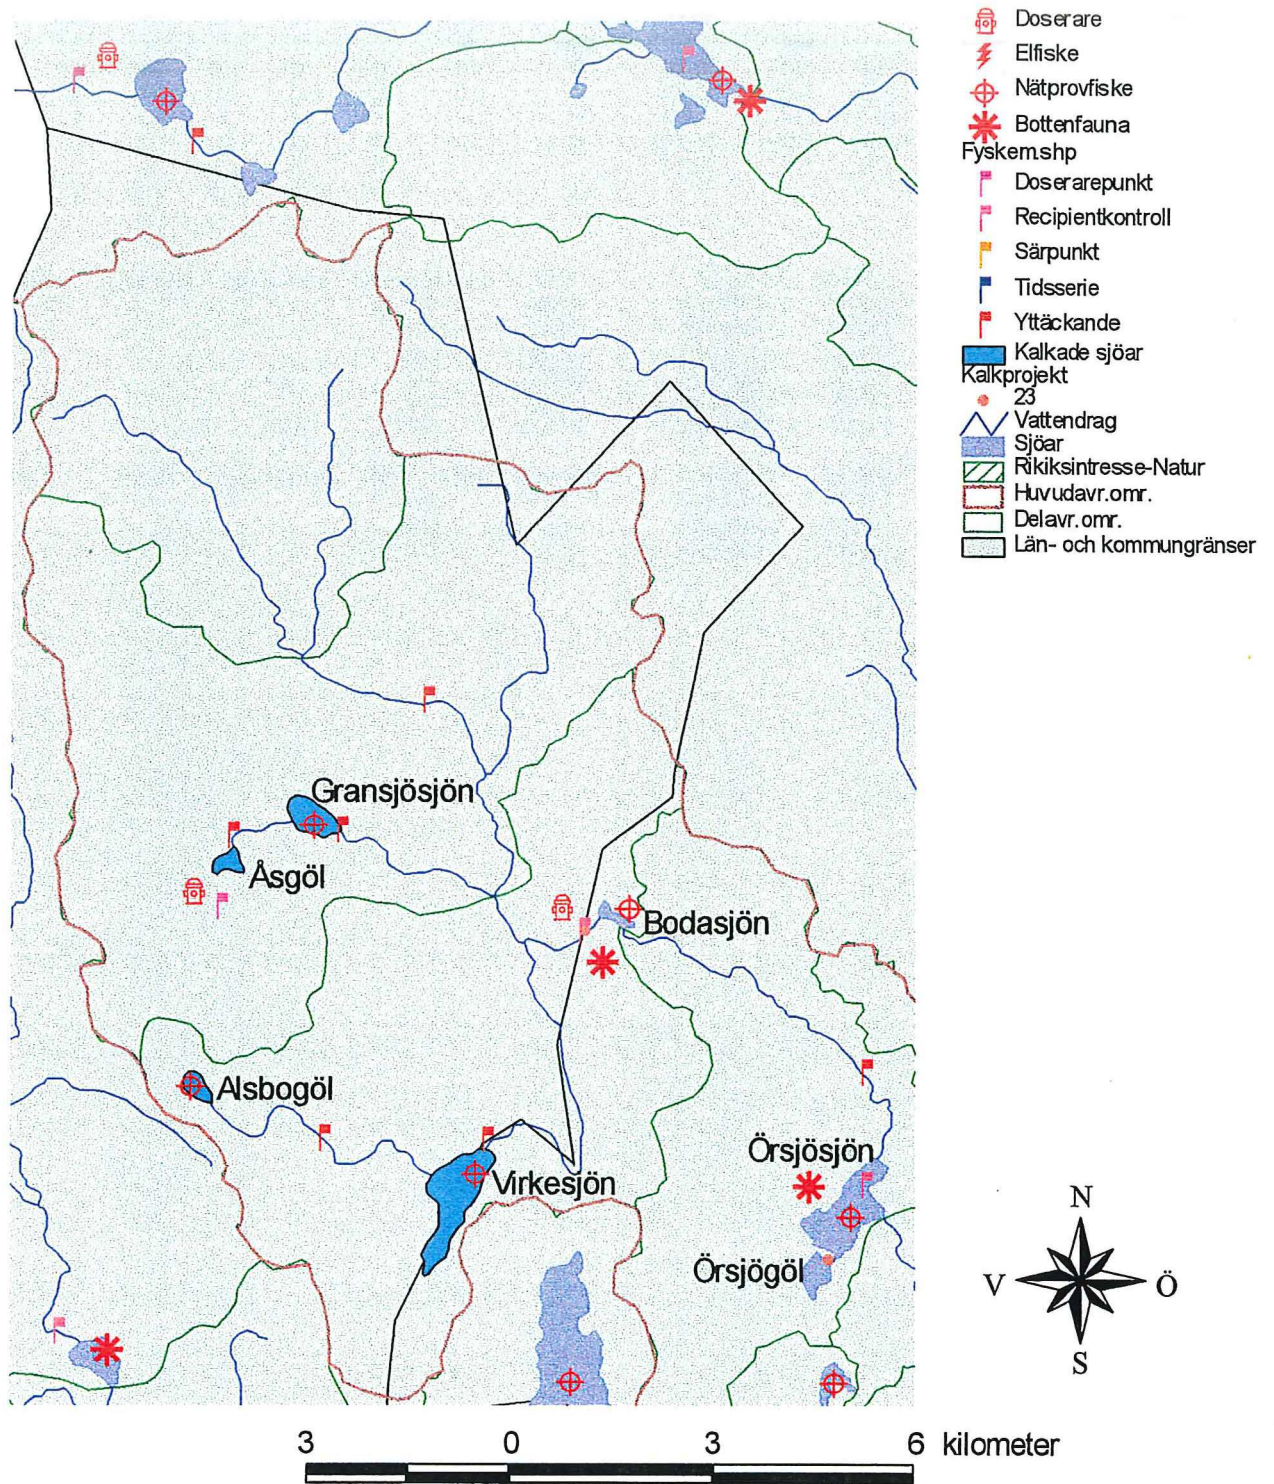 Doserare
Elfiske
Nätprovfiske
Bottenfauna
Fyskem.shp
Doserarepunkt
Recipientkontroll
Särpunkt
Tidsserie
Yttäckande
Kalkade sjöar
Kalkprojekt
23
Vattendrag
Sjöar
Rikiksintresse-Natur
Huvudavr.omr.
Delavr.omr.
Län- och kommungränser
Gransjösjön
Åsgöl
Bodasjön
Alsbogöl
Örsjösjön
Virkesjön
Örsjögöl
N
V Ö
S
3 0 3 6 kilometer